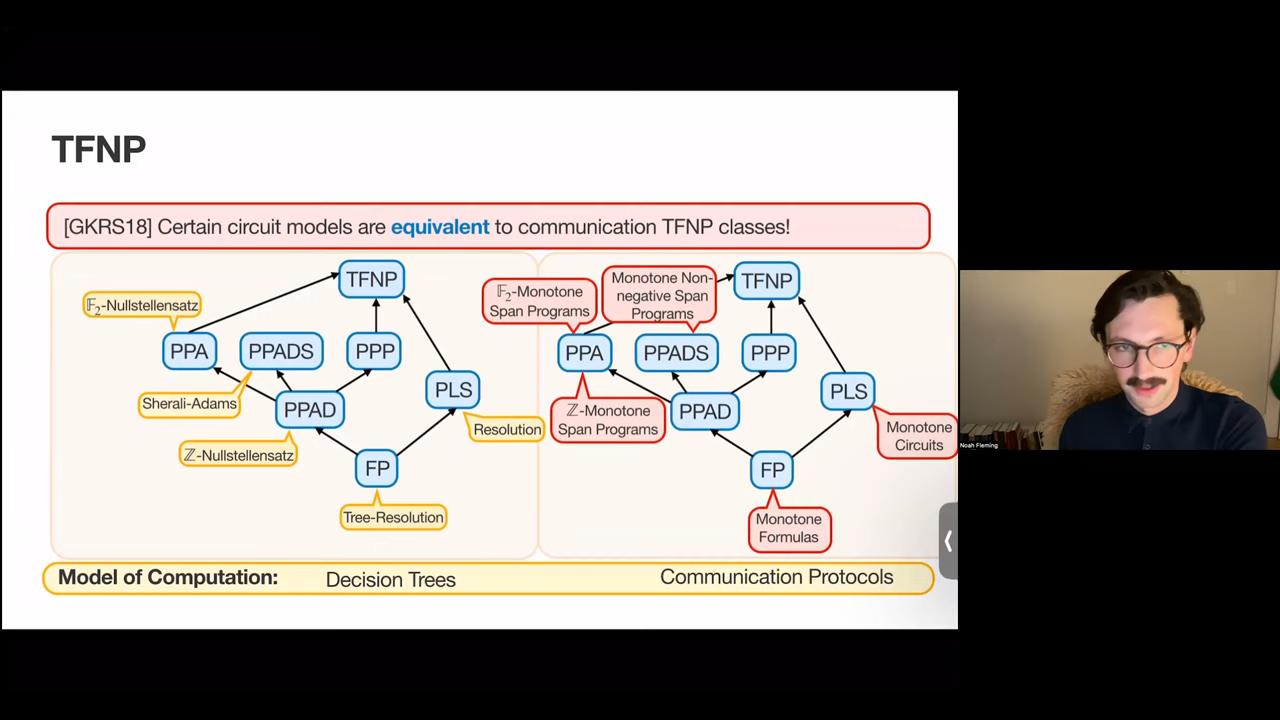 TFNP
[GKRS18] Certain circuit models are equivalent to communication TFNP classes!
TFNP
𝔽₂-Nullstellensatz
PPA
PPADS
PPP
PLS
Sherali-Adams
PPAD
Resolution
ℤ-Nullstellensatz
FP
Tree-Resolution
Monotone Non-
negative Span
Programs
TFNP
𝔽₂-Monotone
Span Programs
PPA
PPADS
PPP
PLS
ℤ-Monotone
Span Programs
PPAD
Monotone
Circuits
FP
Monotone
Formulas
Model of Computation:
Decision Trees
Communication Protocols
Noah Fleming